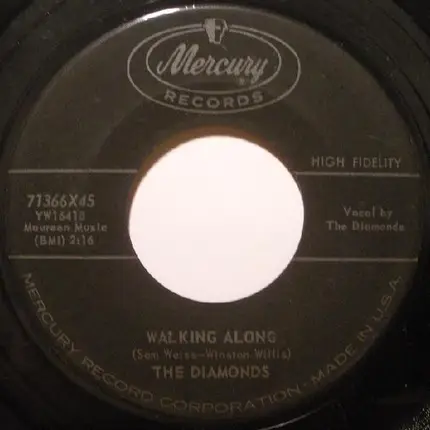 Mercury
RECORDS
HIGH FIDELITY
71366X45
YW16418
Maureen Music
(BMI) 2:16
Vocal by
The Diamonds
WALKING ALONG
(Sam Weiss-Winston Willis)
THE DIAMONDS
MERCURY RECORD CORPORATION · MADE IN U.S.A.